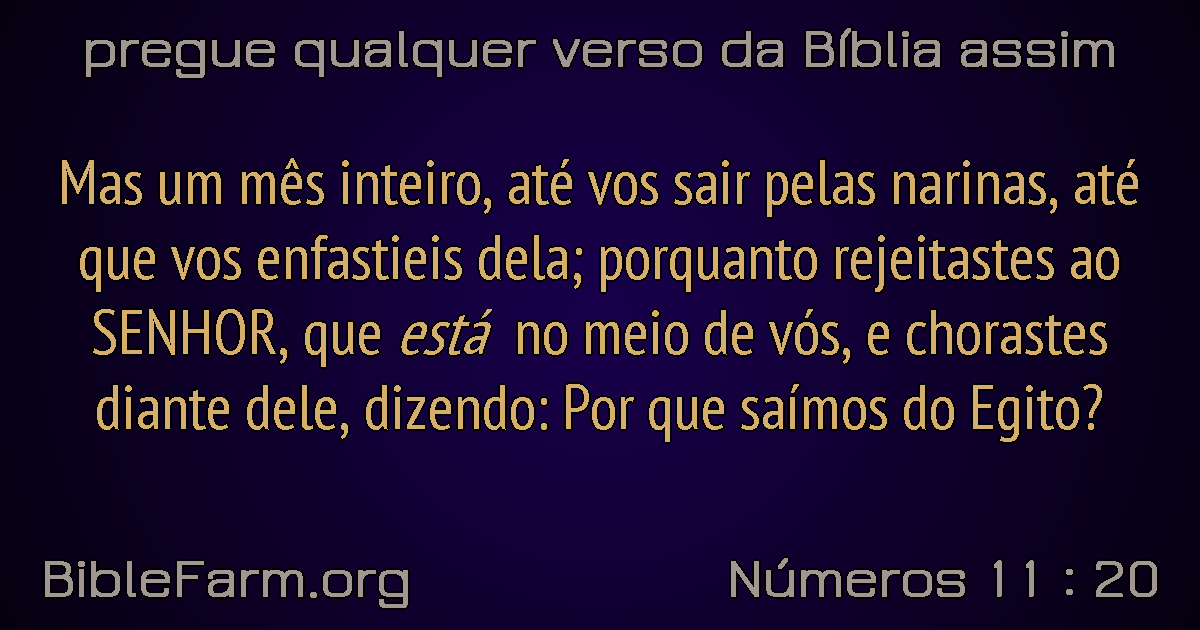 pregue qualquer verso da Bíblia assim
Mas um mês inteiro, até vos sair pelas narinas, até
que vos enfastieis dela; porquanto rejeitastes ao
SENHOR, que está no meio de vós, e chorastes
diante dele, dizendo: Por que saímos do Egito?
BibleFarm.org
Números 11 : 20